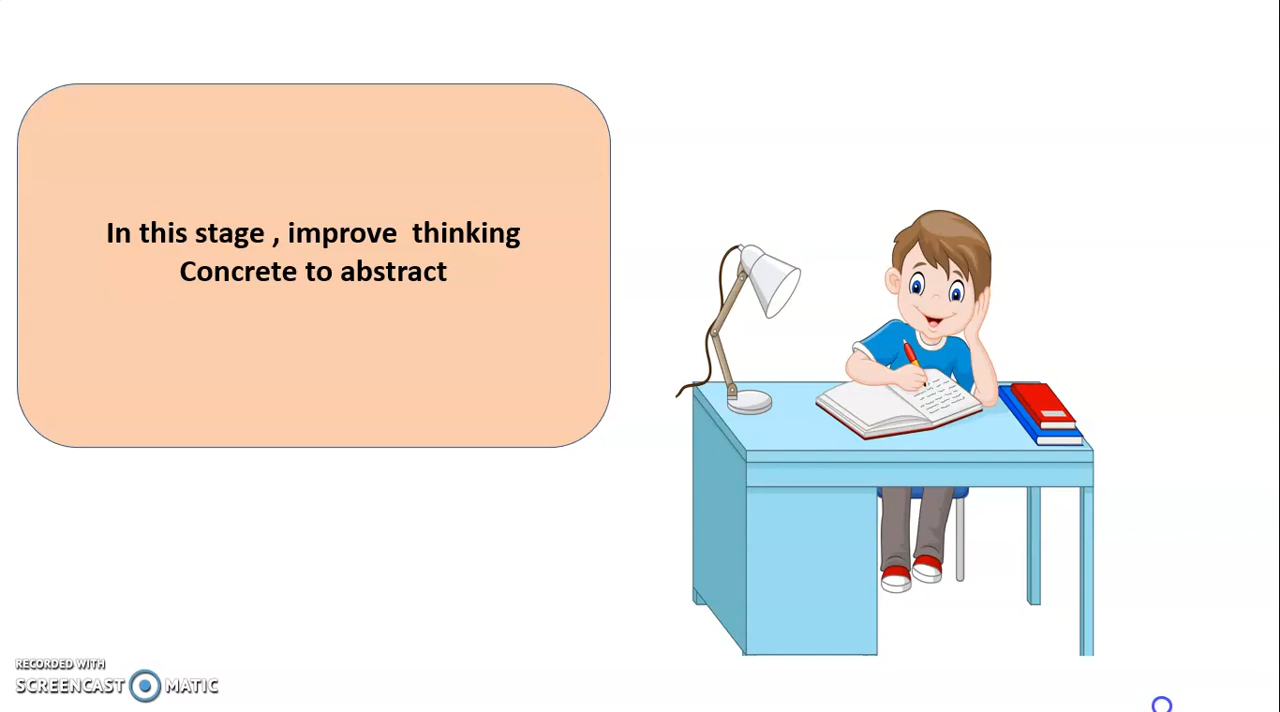 In this stage , improve  thinking
Concrete to abstract
RECORDED WITH
SCREENCAST MATIC